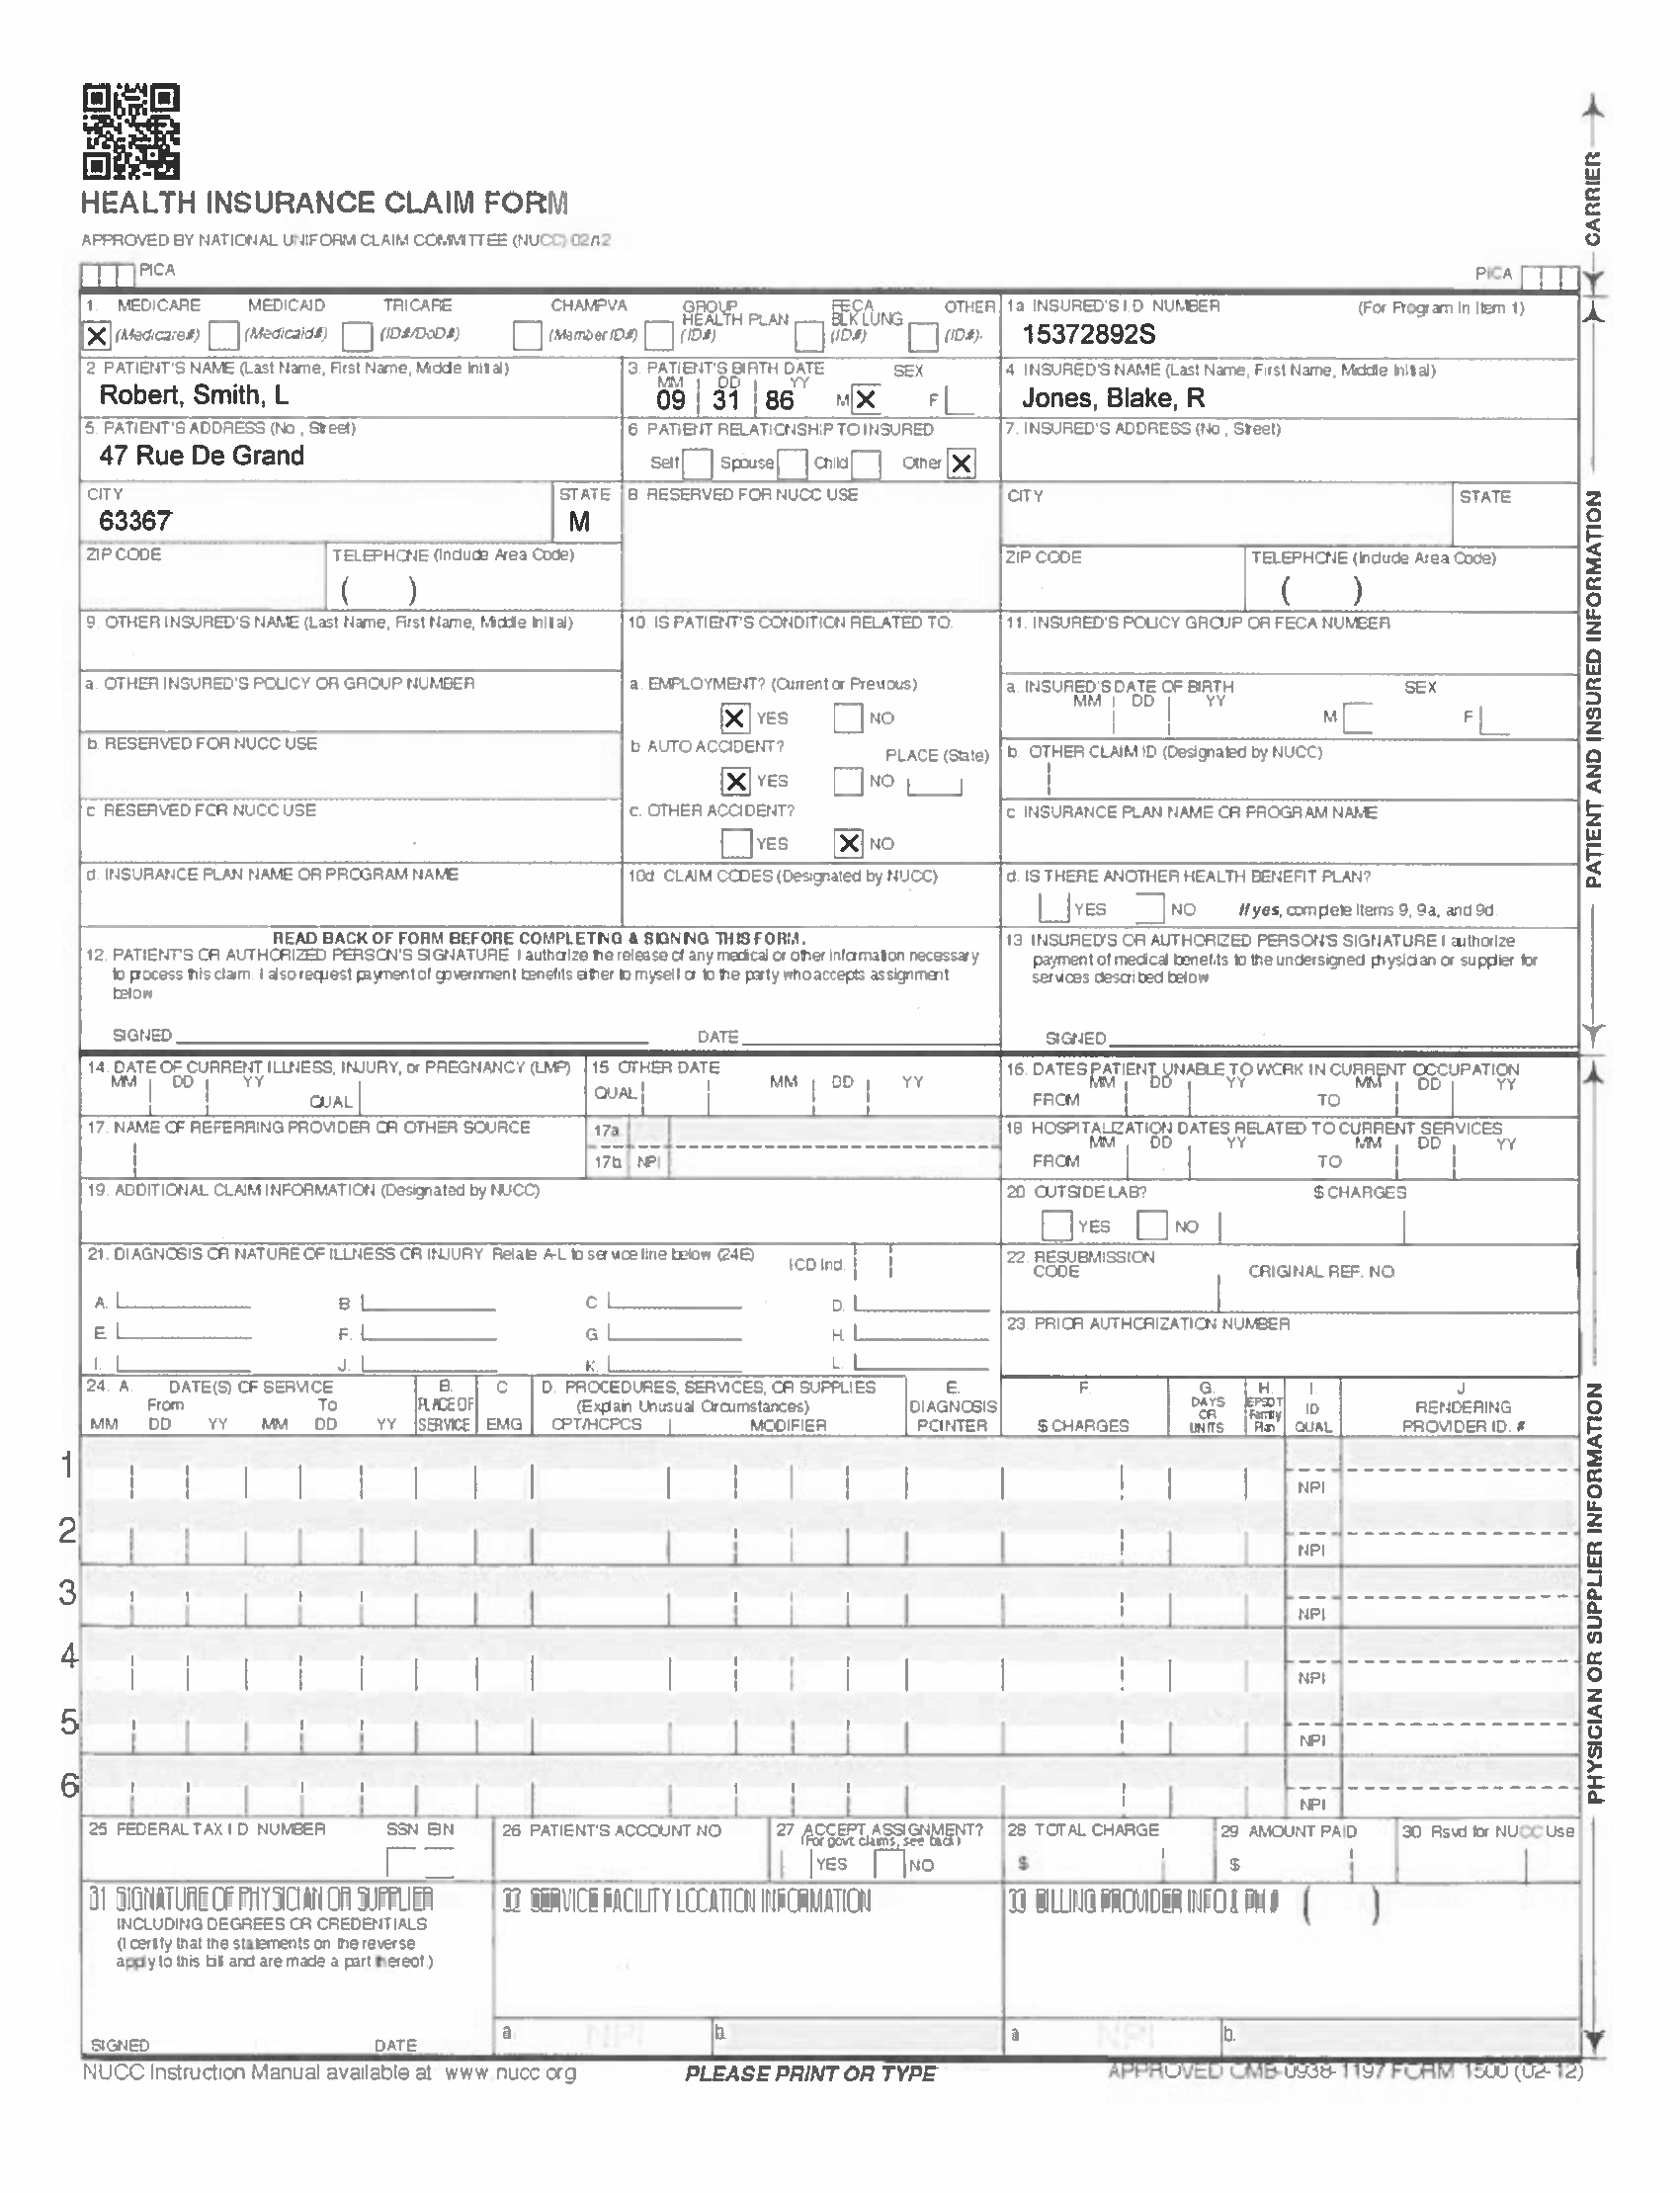 HEALTH INSURANCE CLAIM FORM
APPROVED BY NATIONAL UNIFORM CLAIM COMMITTEE (NUCC) 02/12
PICA
PICA
CARRIER
1. MEDICARE MEDICAID TRICARE CHAMPVA GROUP HEALTH PLAN FECA BLK LUNG OTHER
X (Medicare#) (Medicaid#) (ID#/DoD#) (Member ID#) (ID#) (ID#) (ID#)
1a INSURED'S I.D NUMBER (For Program in Item 1)
15372892S
2 PATIENT'S NAME (Last Name, First Name, Middle Initial)
Robert, Smith, L
3. PATIENT'S BIRTH DATE SEX
MM DD YY
09 31 86 M X F
4 INSURED'S NAME (Last Name, First Name, Middle Initial)
Jones, Blake, R
5. PATIENT'S ADDRESS (No., Street)
47 Rue De Grand
6 PATIENT RELATIONSHIP TO INSURED
Self Spouse Child Other X
7. INSURED'S ADDRESS (No., Street)
CITY STATE
63367 M
8 RESERVED FOR NUCC USE
CITY STATE
ZIP CODE TELEPHONE (Include Area Code)
( )
ZIP CODE TELEPHONE (Include Area Code)
( )
9. OTHER INSURED'S NAME (Last Name, First Name, Middle Initial)
10. IS PATIENT'S CONDITION RELATED TO:
11. INSURED'S POLICY GROUP OR FECA NUMBER
a. OTHER INSURED'S POLICY OR GROUP NUMBER
a. EMPLOYMENT? (Current or Previous)
X YES NO
a. INSURED'S DATE OF BIRTH SEX
MM DD YY M F
b. RESERVED FOR NUCC USE
b AUTO ACCIDENT? PLACE (State)
X YES NO
b. OTHER CLAIM ID (Designated by NUCC)
c RESERVED FOR NUCC USE
c. OTHER ACCIDENT?
YES X NO
c INSURANCE PLAN NAME OR PROGRAM NAME
d. INSURANCE PLAN NAME OR PROGRAM NAME
10d CLAIM CODES (Designated by NUCC)
d. IS THERE ANOTHER HEALTH BENEFIT PLAN?
YES NO If yes, complete items 9, 9a, and 9d
PATIENT AND INSURED INFORMATION
READ BACK OF FORM BEFORE COMPLETING & SIGNING THIS FORM.
12. PATIENT'S OR AUTHORIZED PERSON'S SIGNATURE I authorize the release of any medical or other information necessary
to process this claim. I also request payment of government benefits either to myself or to the party who accepts assignment
below
SIGNED DATE
13 INSURED'S OR AUTHORIZED PERSON'S SIGNATURE I authorize
payment of medical benefits to the undersigned physician or supplier for
services described below
SIGNED
14. DATE OF CURRENT ILLNESS, INJURY, or PREGNANCY (LMP)
MM DD YY QUAL
15 OTHER DATE
QUAL MM DD YY
16. DATES PATIENT UNABLE TO WORK IN CURRENT OCCUPATION
MM DD YY MM DD YY
FROM TO
17. NAME OF REFERRING PROVIDER OR OTHER SOURCE
17a
17b NPI
18 HOSPITALIZATION DATES RELATED TO CURRENT SERVICES
MM DD YY MM DD YY
FROM TO
19. ADDITIONAL CLAIM INFORMATION (Designated by NUCC)
20 OUTSIDE LAB? $ CHARGES
YES NO
21. DIAGNOSIS OR NATURE OF ILLNESS OR INJURY Relate A-L to service line below (24E) ICD Ind.
A. B C D.
E F. G H.
I. J. K. L.
22. RESUBMISSION
CODE ORIGINAL REF. NO
23. PRIOR AUTHORIZATION NUMBER
24. A. DATE(S) OF SERVICE
From To
MM DD YY MM DD YY
B.
PLACE OF
SERVICE
C
EMG
D. PROCEDURES, SERVICES, OR SUPPLIES
(Explain Unusual Circumstances)
CPT/HCPCS MODIFIER
E.
DIAGNOSIS
POINTER
F.
$ CHARGES
G.
DAYS
OR
UNITS
H.
EPSDT
Family
Plan
I.
ID
QUAL
J
RENDERING
PROVIDER ID. #
1 NPI
2 NPI
3 NPI
4 NPI
5 NPI
6 NPI
PHYSICIAN OR SUPPLIER INFORMATION
25 FEDERAL TAX I D NUMBER SSN EIN
26 PATIENT'S ACCOUNT NO
27 ACCEPT ASSIGNMENT?
(For govt claims, see back)
YES NO
28 TOTAL CHARGE
$
29 AMOUNT PAID
$
30 Rsvd for NUCC Use
31 SIGNATURE OF PHYSICIAN OR SUPPLIER
INCLUDING DEGREES OR CREDENTIALS
(I certify that the statements on the reverse
apply to this bill and are made a part thereof.)
SIGNED DATE
32 SERVICE FACILITY LOCATION INFORMATION
a NPI b.
33 BILLING PROVIDER INFO & PH # ( )
a NPI b.
NUCC Instruction Manual available at www.nucc.org
PLEASE PRINT OR TYPE
APPROVED OMB-0938-1197 FORM 1500 (02-12)